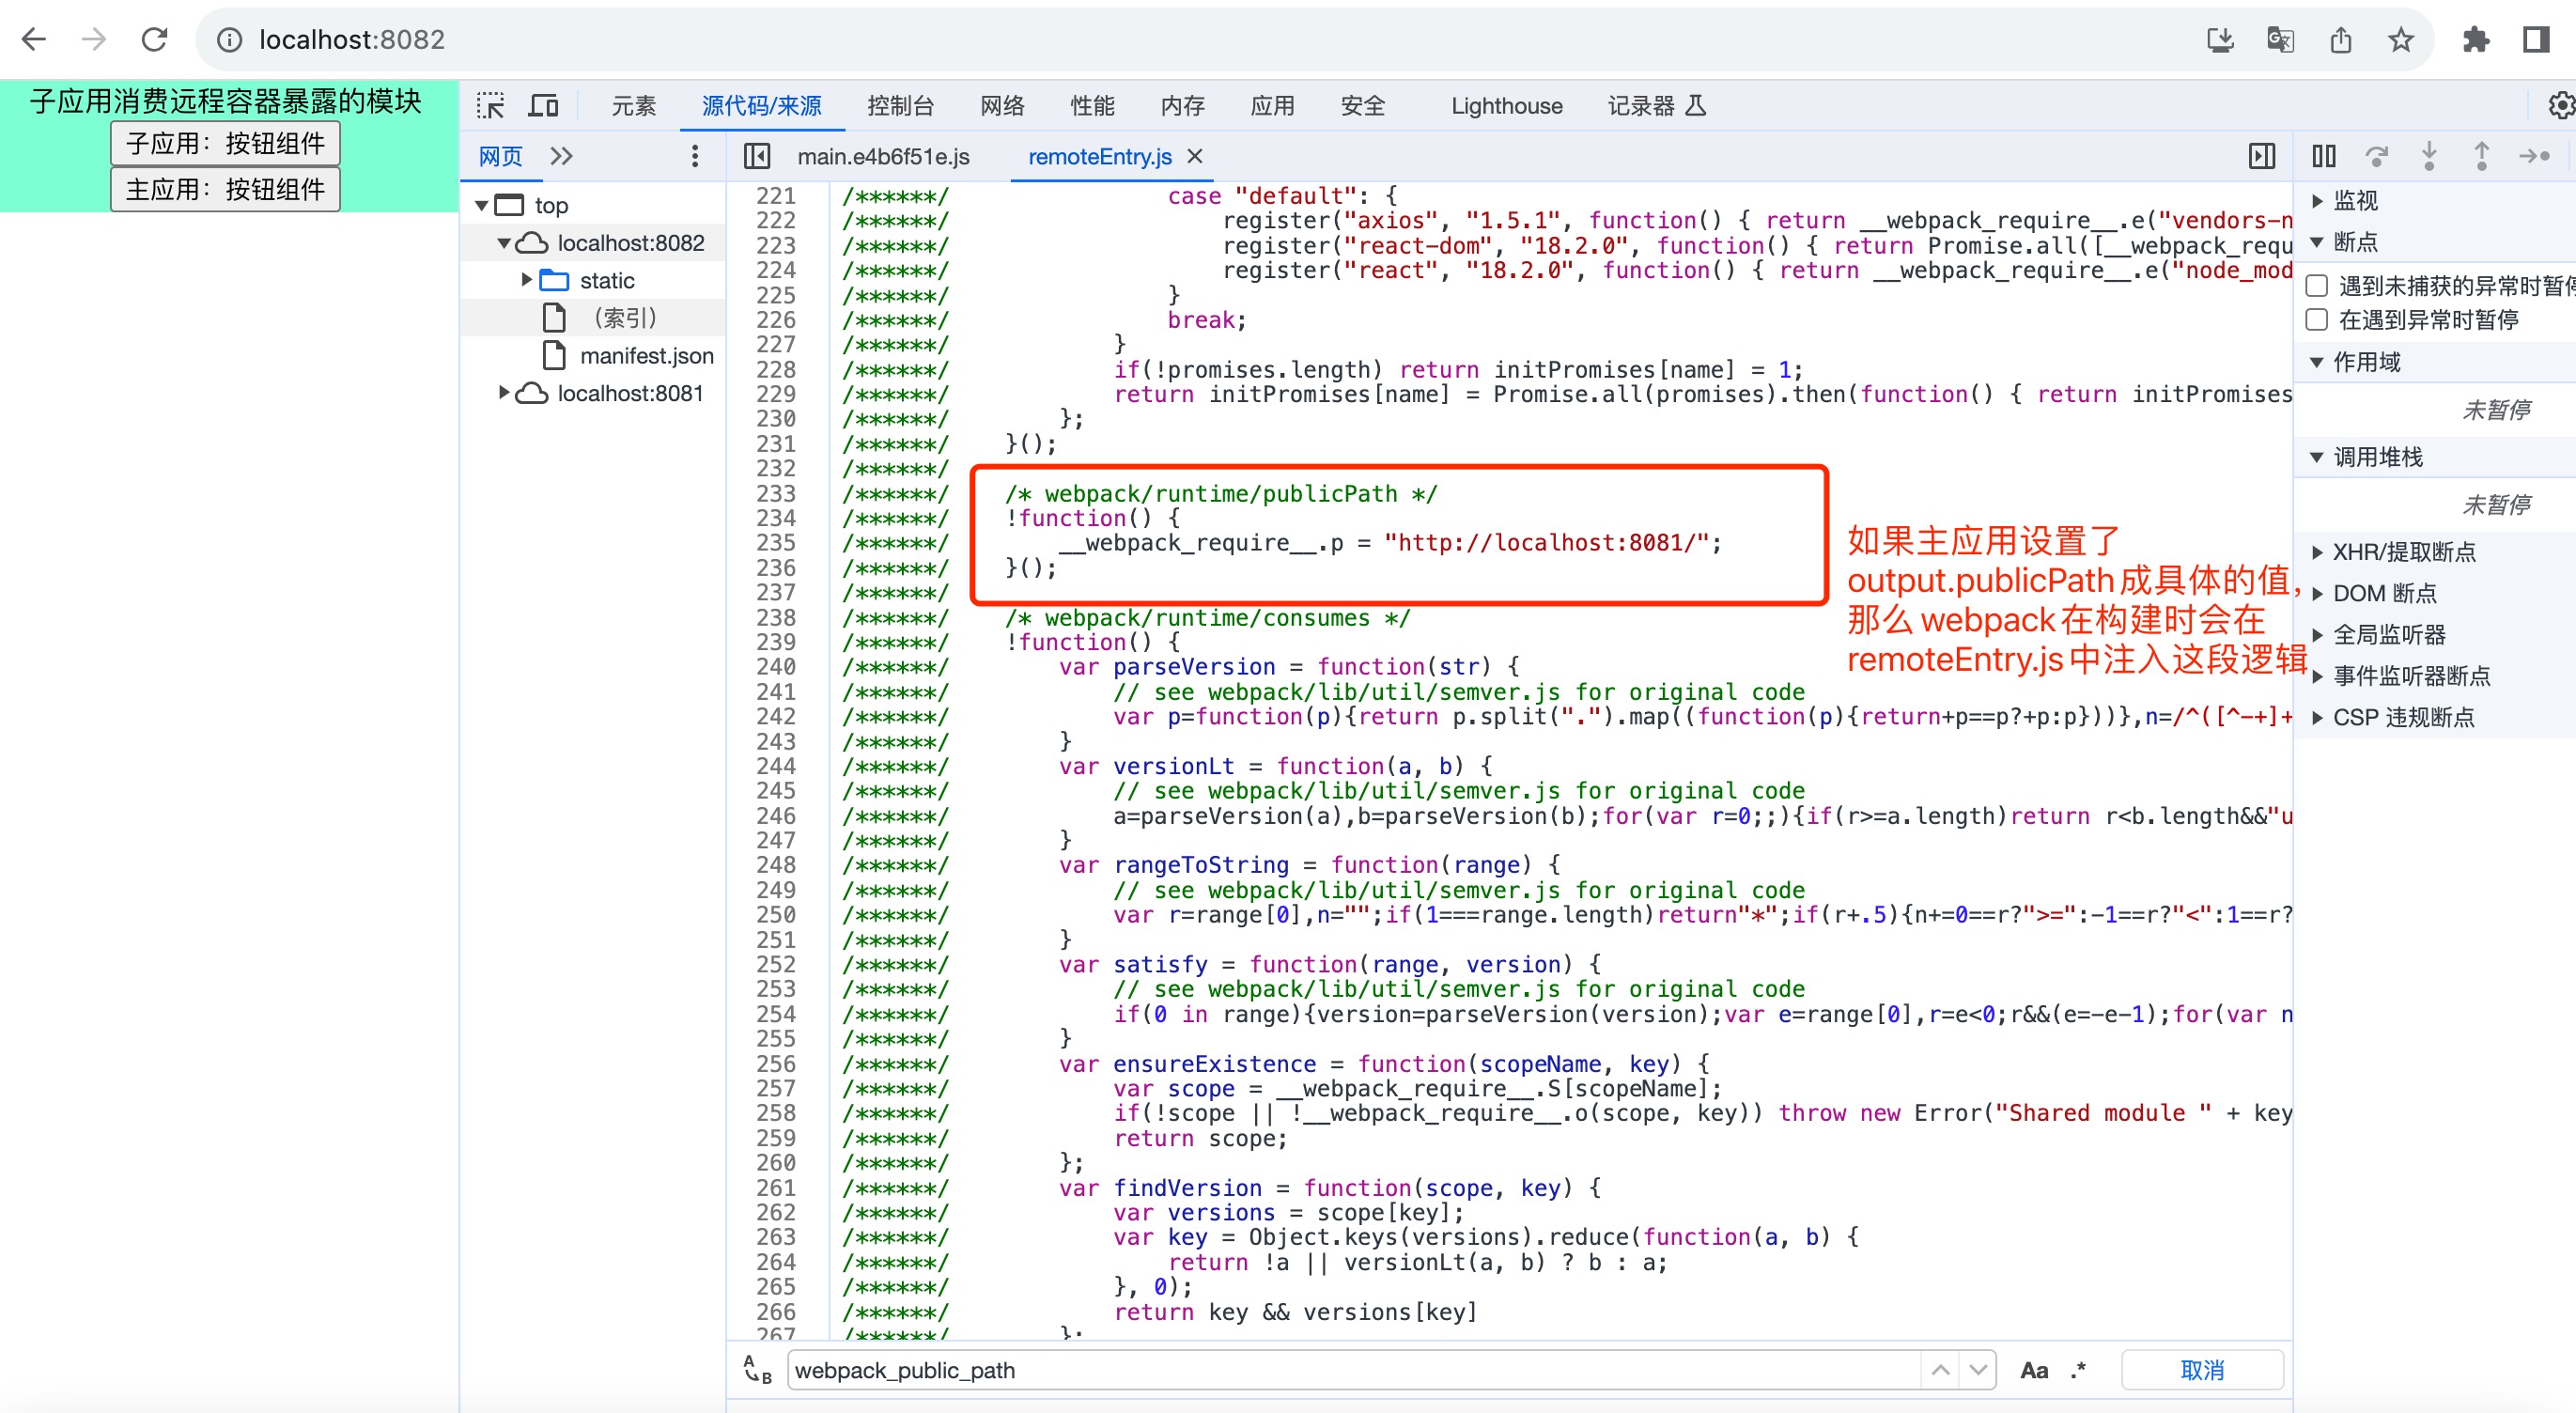 localhost:8082
子应用消费远程容器暴露的模块
子应用：按钮组件
主应用：按钮组件
元素 源代码/来源 控制台 网络 性能 内存 应用 安全 Lighthouse 记录器
网页
top
localhost:8082
static
（索引）
manifest.json
localhost:8081
main.e4b6f51e.js remoteEntry.js
221 /******/ case "default": {
222 /******/ register("axios", "1.5.1", function() { return __webpack_require__.e("vendors-n
223 /******/ register("react-dom", "18.2.0", function() { return Promise.all([__webpack_requ
224 /******/ register("react", "18.2.0", function() { return __webpack_require__.e("node_mod
225 /******/ }
226 /******/ break;
227 /******/ }
228 /******/ if(!promises.length) return initPromises[name] = 1;
229 /******/ return initPromises[name] = Promise.all(promises).then(function() { return initPromises
230 /******/ };
231 /******/ }();
232 /******/
233 /******/ /* webpack/runtime/publicPath */
234 /******/ !function() {
235 /******/ __webpack_require__.p = "http://localhost:8081/";
236 /******/ }();
237 /******/
238 /******/ /* webpack/runtime/consumes */
239 /******/ !function() {
240 /******/ var parseVersion = function(str) {
241 /******/ // see webpack/lib/util/semver.js for original code
242 /******/ var p=function(p){return p.split(".").map((function(p){return+p==p?+p:p}))},n=/^([^-+]+
243 /******/ }
244 /******/ var versionLt = function(a, b) {
245 /******/ // see webpack/lib/util/semver.js for original code
246 /******/ a=parseVersion(a),b=parseVersion(b);for(var r=0;;){if(r>=a.length)return r<b.length&&"u
247 /******/ }
248 /******/ var rangeToString = function(range) {
249 /******/ // see webpack/lib/util/semver.js for original code
250 /******/ var r=range[0],n="";if(1===range.length)return"*";if(r+.5){n+=0==r?">=":-1==r?"<":1==r?
251 /******/ }
252 /******/ var satisfy = function(range, version) {
253 /******/ // see webpack/lib/util/semver.js for original code
254 /******/ if(0 in range){version=parseVersion(version);var e=range[0],r=e<0;r&&(e=-e-1);for(var n
255 /******/ }
256 /******/ var ensureExistence = function(scopeName, key) {
257 /******/ var scope = __webpack_require__.S[scopeName];
258 /******/ if(!scope || !__webpack_require__.o(scope, key)) throw new Error("Shared module " + key
259 /******/ return scope;
260 /******/ };
261 /******/ var findVersion = function(scope, key) {
262 /******/ var versions = scope[key];
263 /******/ var key = Object.keys(versions).reduce(function(a, b) {
264 /******/ return !a || versionLt(a, b) ? b : a;
265 /******/ }, 0);
266 /******/ return key && versions[key]
267 /******/ };
如果主应用设置了
output.publicPath成具体的值，
那么webpack在构建时会在
remoteEntry.js中注入这段逻辑
webpack_public_path
Aa .* 取消
监视
断点
遇到未捕获的异常时暂停
在遇到异常时暂停
作用域
未暂停
调用堆栈
未暂停
XHR/提取断点
DOM 断点
全局监听器
事件监听器断点
CSP 违规断点